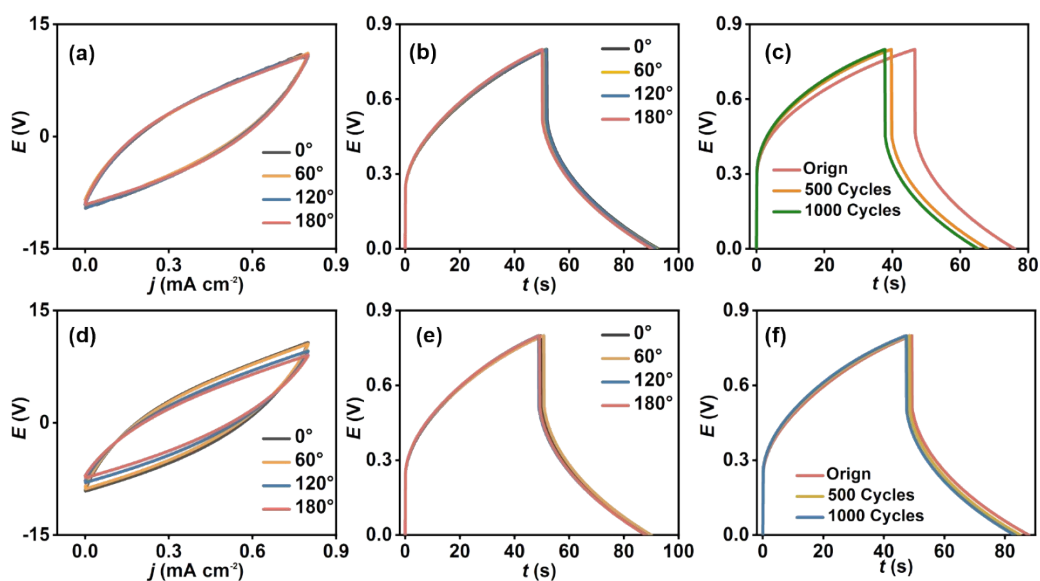 (a)
15
0
-15
E (V)
0.0 0.3 0.6 0.9
j (mA cm⁻²)
0°
60°
120°
180°
(b)
0.9
0.6
0.3
0.0
E (V)
0 20 40 60 80 100
t (s)
0°
60°
120°
180°
(c)
0.9
0.6
0.3
0.0
E (V)
0 20 40 60 80
t (s)
Orign
500 Cycles
1000 Cycles
(d)
15
0
-15
E (V)
0.0 0.3 0.6 0.9
j (mA cm⁻²)
0°
60°
120°
180°
(e)
0.9
0.6
0.3
0.0
E (V)
0 20 40 60 80 100
t (s)
0°
60°
120°
180°
(f)
0.9
0.6
0.3
0.0
E (V)
0 20 40 60 80
t (s)
Orign
500 Cycles
1000 Cycles